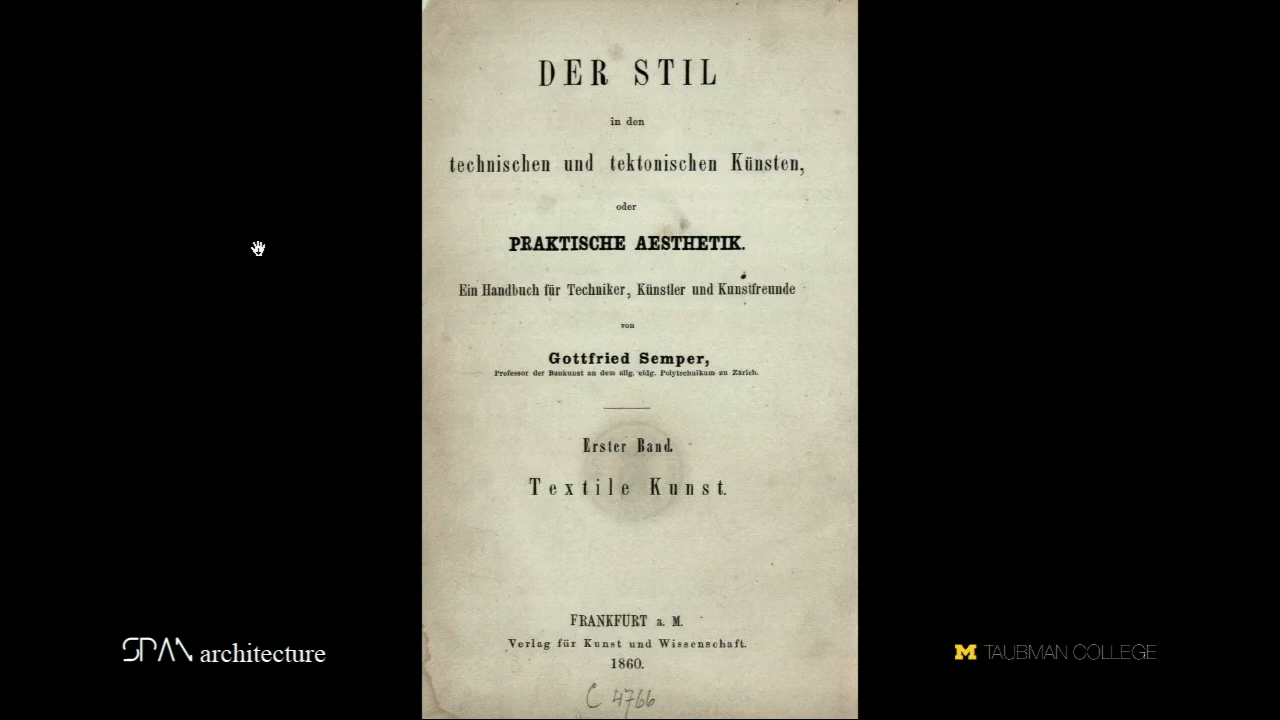 DER STIL
in den
technischen und tektonischen Künsten,
oder
PRAKTISCHE AESTHETIK.
Ein Handbuch für Techniker, Künstler und Kunstfreunde
von
Gottfried Semper,
Professor der Baukunst an dem allg. eidg. Polytechnikum zu Zürich.
Erster Band.
Textile Kunst.
FRANKFURT a. M.
Verlag für Kunst und Wissenschaft.
1860.
C 4766
SPAN architecture
M TAUBMAN COLLEGE